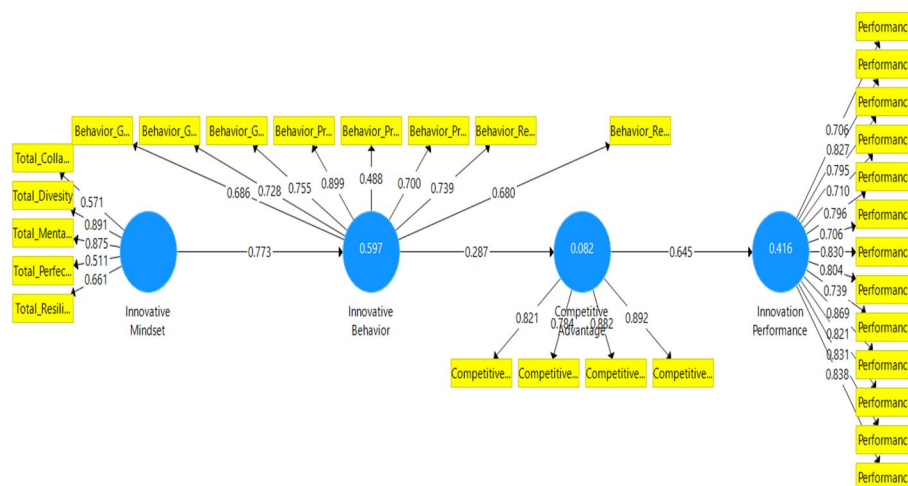 Behavior_G...
Behavior_G...
Behavior_G...
Behavior_Pr...
Behavior_Pr...
Behavior_Pr...
Behavior_Re...
Behavior_Re...
Total_Colla...
Total_Divesity
Total_Menta...
Total_Perfec...
Total_Resili...
0.571
0.891
0.875
0.511
0.661
Innovative
Mindset
0.773
0.686
0.728
0.755
0.899
0.488
0.700
0.739
0.680
0.597
Innovative
Behavior
0.287
0.082
Competitive
Advantage
0.821
0.784
0.882
0.892
Competitive...
Competitive...
Competitive...
Competitive...
0.645
0.416
Innovation
Performance
0.706
0.827
0.795
0.710
0.796
0.706
0.830
0.804
0.739
0.869
0.821
0.831
0.838
Performanc
Performanc
Performanc
Performanc
Performanc
Performanc
Performanc
Performanc
Performanc
Performanc
Performanc
Performanc
Performanc